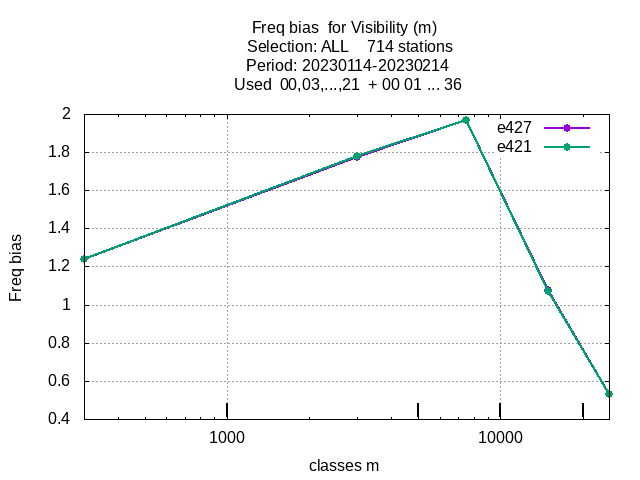 Freq bias  for Visibility (m)
Selection: ALL    714 stations
Period: 20230114-20230214
Used  00,03,...,21  + 00 01 ... 36
e427
e421
2
1.8
1.6
1.4
1.2
1
0.8
0.6
0.4
Freq bias
1000
10000
classes m